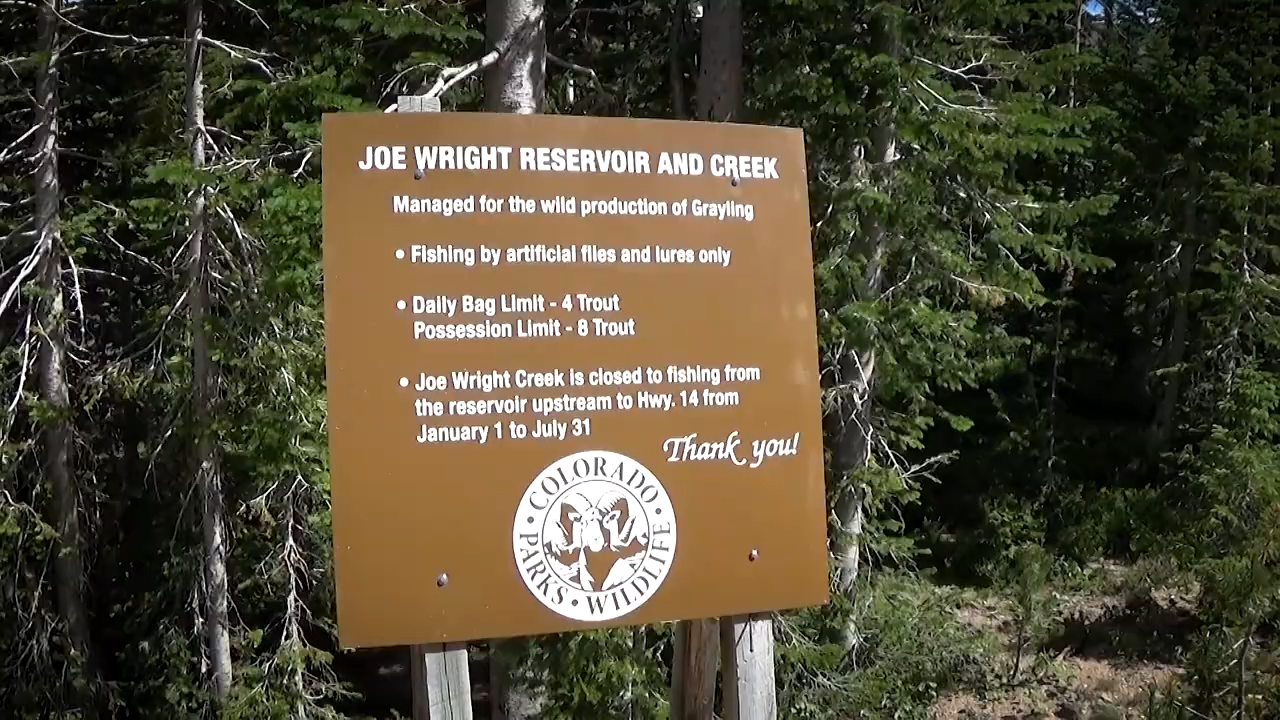 JOE WRIGHT RESERVOIR AND CREEK
Managed for the wild production of Grayling
• Fishing by artificial flies and lures only
• Daily Bag Limit - 4 Trout
Possession Limit - 8 Trout
• Joe Wright Creek is closed to fishing from
the reservoir upstream to Hwy. 14 from
January 1 to July 31
Thank you!
COLORADO
• PARKS • WILDLIFE •